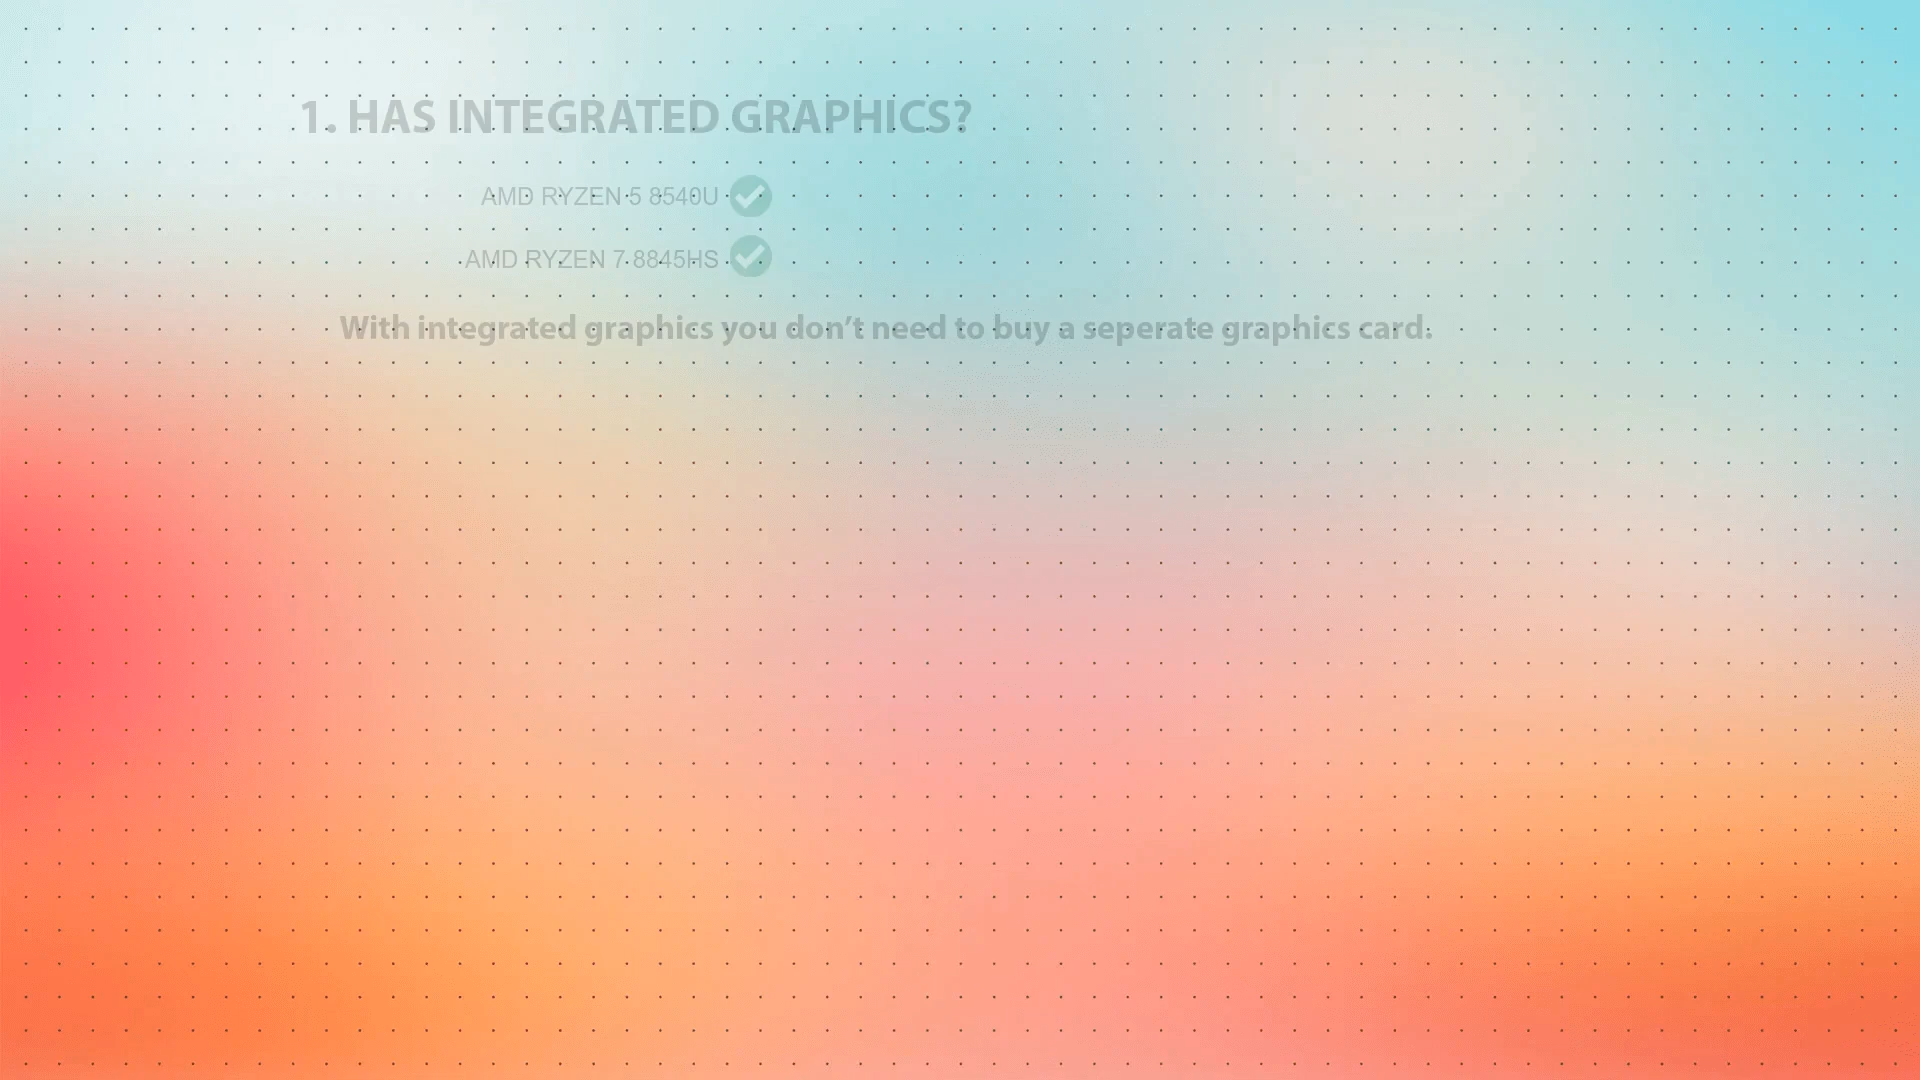 1. HAS INTEGRATED GRAPHICS?
AMD RYZEN 5 8540U
AMD RYZEN 7 8845HS
With integrated graphics you don’t need to buy a seperate graphics card.